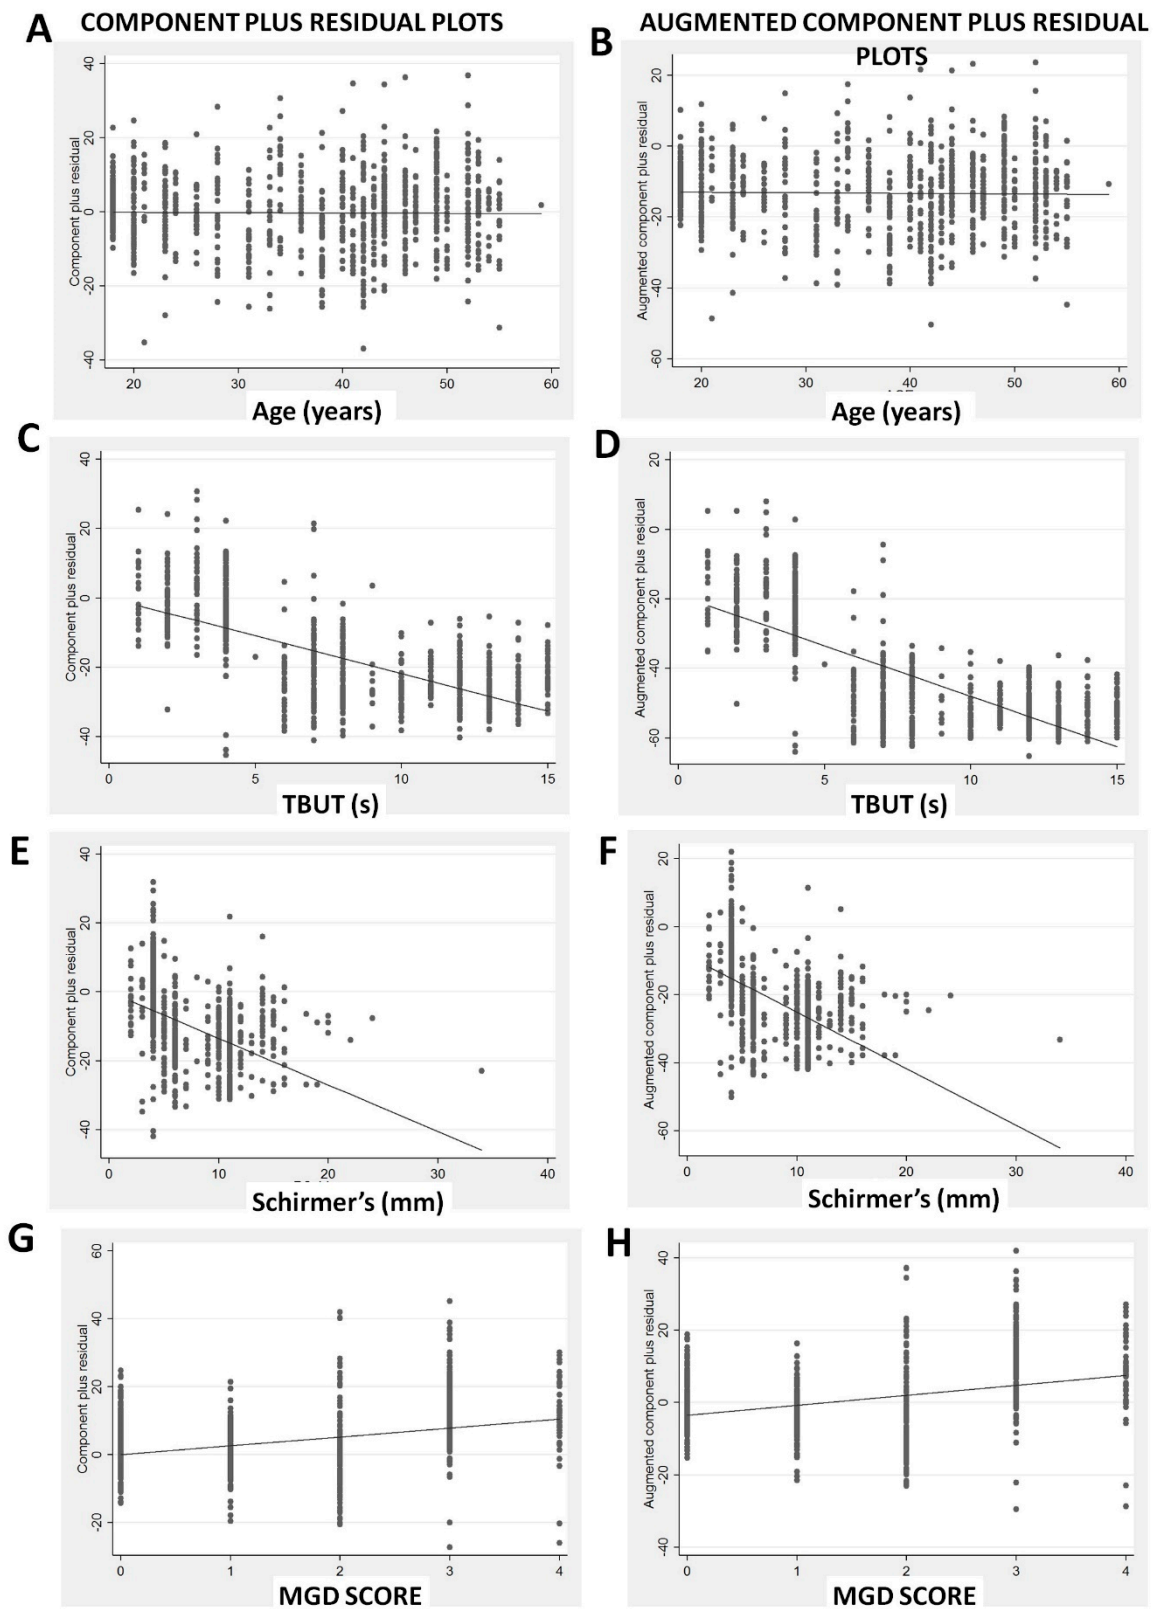 A
COMPONENT PLUS RESIDUAL PLOTS
Component plus residual
40
20
0
-20
-40
20
30
40
50
60
Age (years)
B
AUGMENTED COMPONENT PLUS RESIDUAL
PLOTS
Augmented component plus residual
20
0
-20
-40
-60
20
30
40
50
60
Age (years)
C
Component plus residual
40
20
0
-20
-40
0
5
10
15
TBUT (s)
D
Augmented component plus residual
20
0
-20
-40
-60
0
5
10
15
TBUT (s)
E
Component plus residual
40
20
0
-20
-40
0
10
20
30
40
Schirmer's (mm)
F
Augmented component plus residual
20
0
-20
-40
-60
0
10
20
30
40
Schirmer's (mm)
G
Component plus residual
60
40
20
0
-20
0
1
2
3
4
MGD SCORE
H
Augmented component plus residual
40
20
0
-20
-40
0
1
2
3
4
MGD SCORE